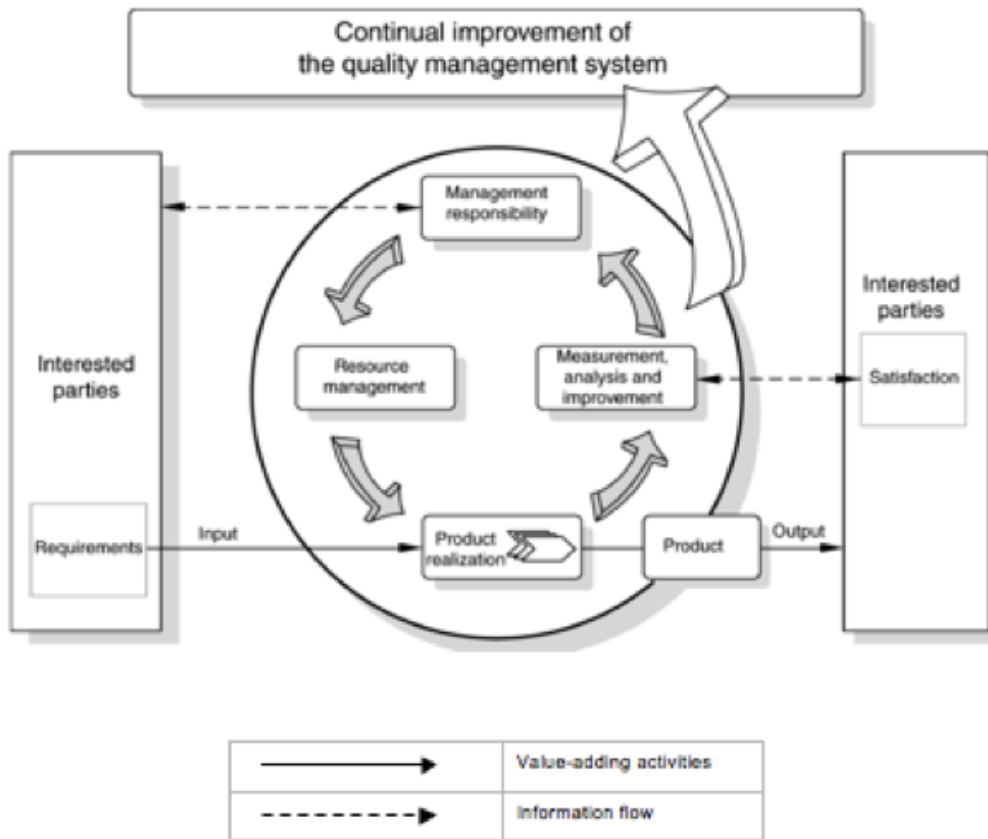 Continual improvement of
the quality management system
Management
responsibility
Interested
parties
Interested
parties
Resource
management
Measurement,
analysis and
improvement
Satisfaction
Requirements
Input
Product
realization
Product
Output
Value-adding activities
Information flow